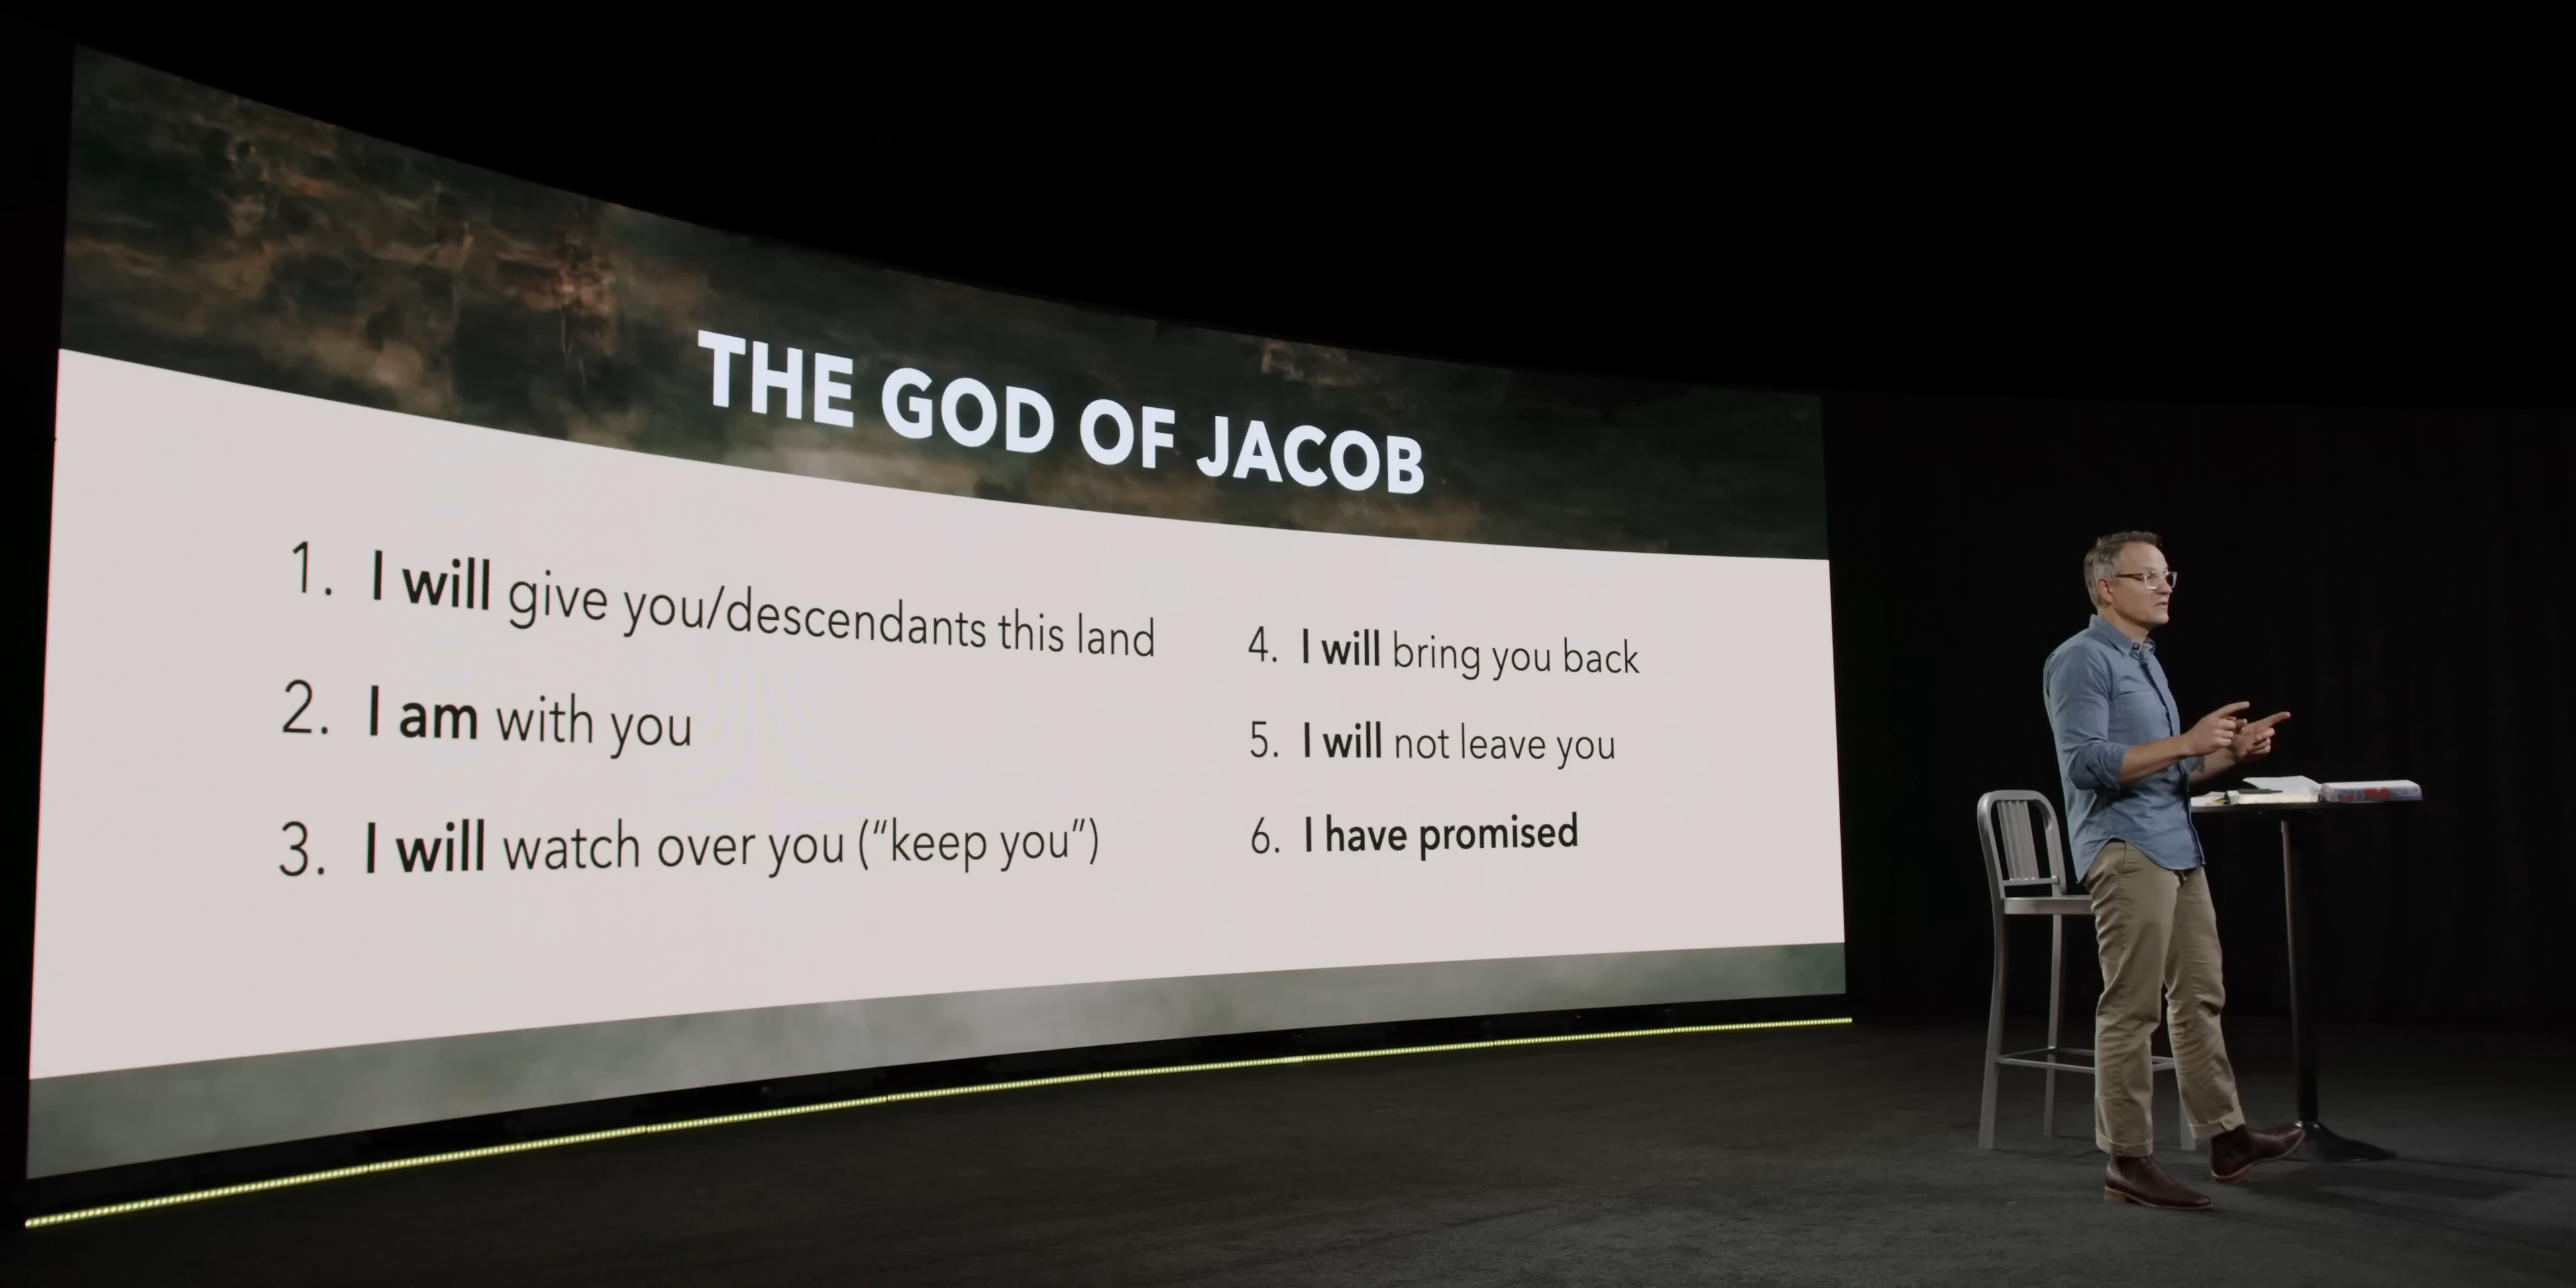 THE GOD OF JACOB
1. I will give you/descendants this land
2. I am with you
3. I will watch over you (“keep you”)
4. I will bring you back
5. I will not leave you
6. I have promised